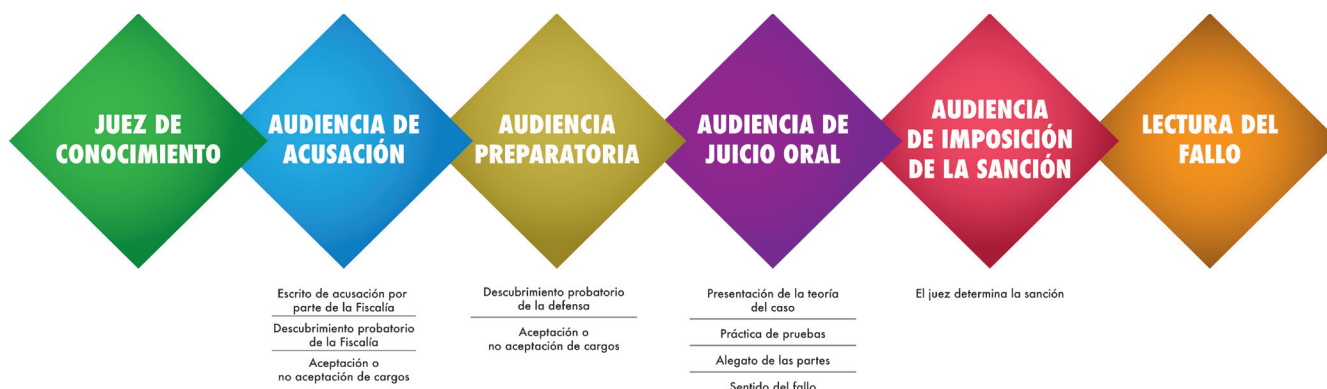 JUEZ DE
CONOCIMIENTO
AUDIENCIA DE
ACUSACIÓN
AUDIENCIA
PREPARATORIA
AUDIENCIA DE
JUICIO ORAL
AUDIENCIA
DE IMPOSICIÓN
DE LA SANCIÓN
LECTURA DEL
FALLO
Escrito de acusación por
parte de la Fiscalía
Descubrimiento probatorio
de la Fiscalía
Aceptación o
no aceptación de cargos
Descubrimiento probatorio
de la defensa
Aceptación o
no aceptación de cargos
Presentación de la teoría
del caso
Práctica de pruebas
Alegato de las partes
Sentido del fallo
El juez determina la sanción